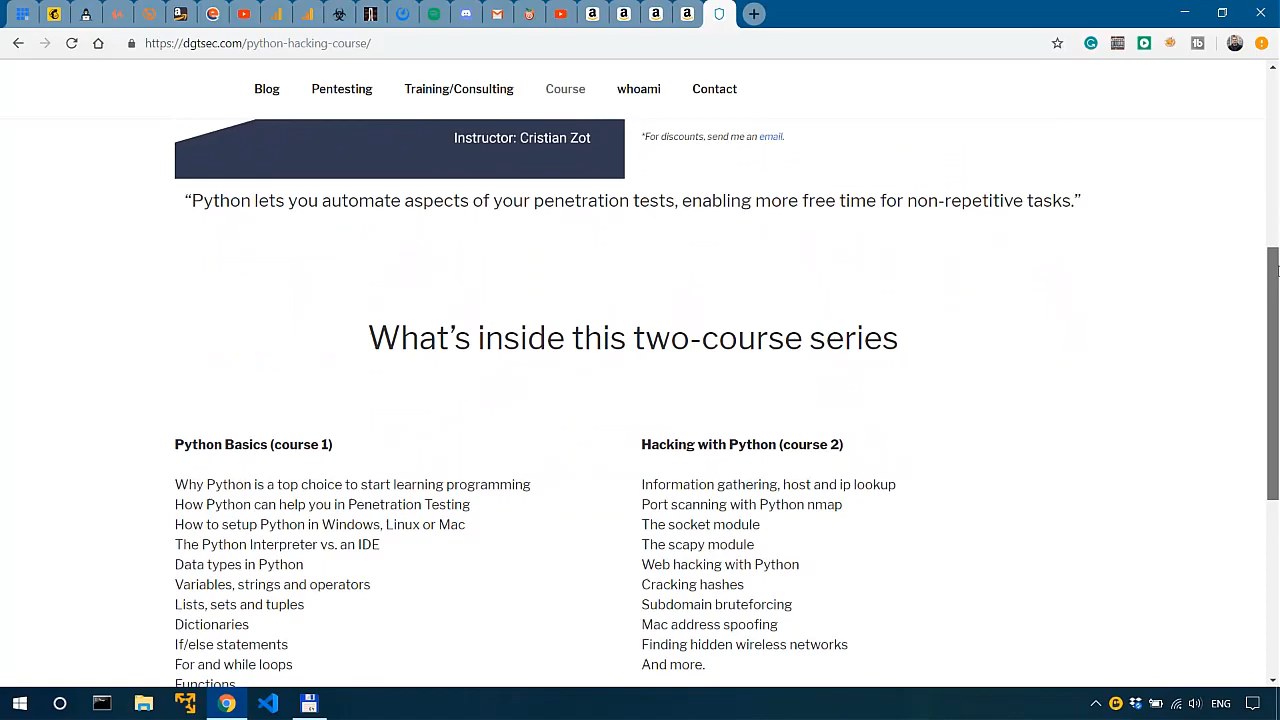 https://dgtsec.com/python-hacking-course/
Blog Pentesting Training/Consulting Course whoami Contact
Instructor: Cristian Zot
*For discounts, send me an email.
“Python lets you automate aspects of your penetration tests, enabling more free time for non-repetitive tasks.”
What’s inside this two-course series
Python Basics (course 1)
Why Python is a top choice to start learning programming
How Python can help you in Penetration Testing
How to setup Python in Windows, Linux or Mac
The Python Interpreter vs. an IDE
Data types in Python
Variables, strings and operators
Lists, sets and tuples
Dictionaries
If/else statements
For and while loops
Functions
Hacking with Python (course 2)
Information gathering, host and ip lookup
Port scanning with Python nmap
The socket module
The scapy module
Web hacking with Python
Cracking hashes
Subdomain bruteforcing
Mac address spoofing
Finding hidden wireless networks
And more.
ENG